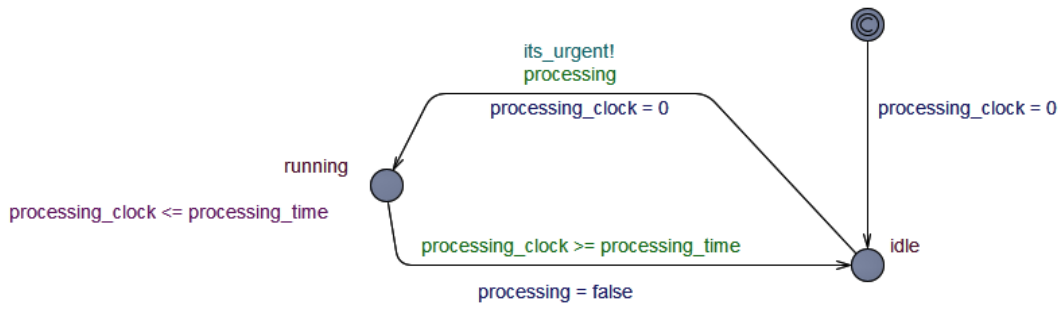 its_urgent!
processing
processing_clock = 0
processing_clock = 0
running
processing_clock <= processing_time
processing_clock >= processing_time
idle
processing = false